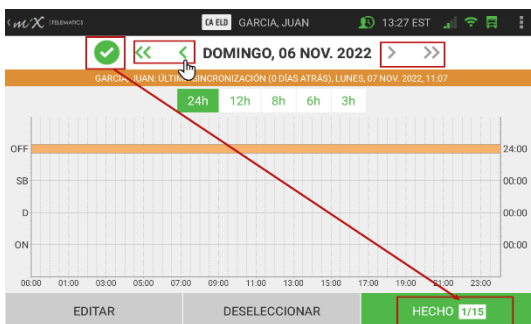 mX TELEMATICS CA ELD GARCIA, JUAN 13:27 EST
<< < DOMINGO, 06 NOV. 2022 > >>
GARCIA, JUAN: ÚLTIMA SINCRONIZACIÓN (0 DÍAS ATRÁS), LUNES, 07 NOV. 2022, 11:07
24h 12h 8h 6h 3h
OFF 24:00
SB 00:00
D 00:00
ON 00:00
00:00 01:00 03:00 05:00 07:00 09:00 11:00 13:00 15:00 17:00 19:00 21:00 23:00
EDITAR DESELECCIONAR HECHO 1/15